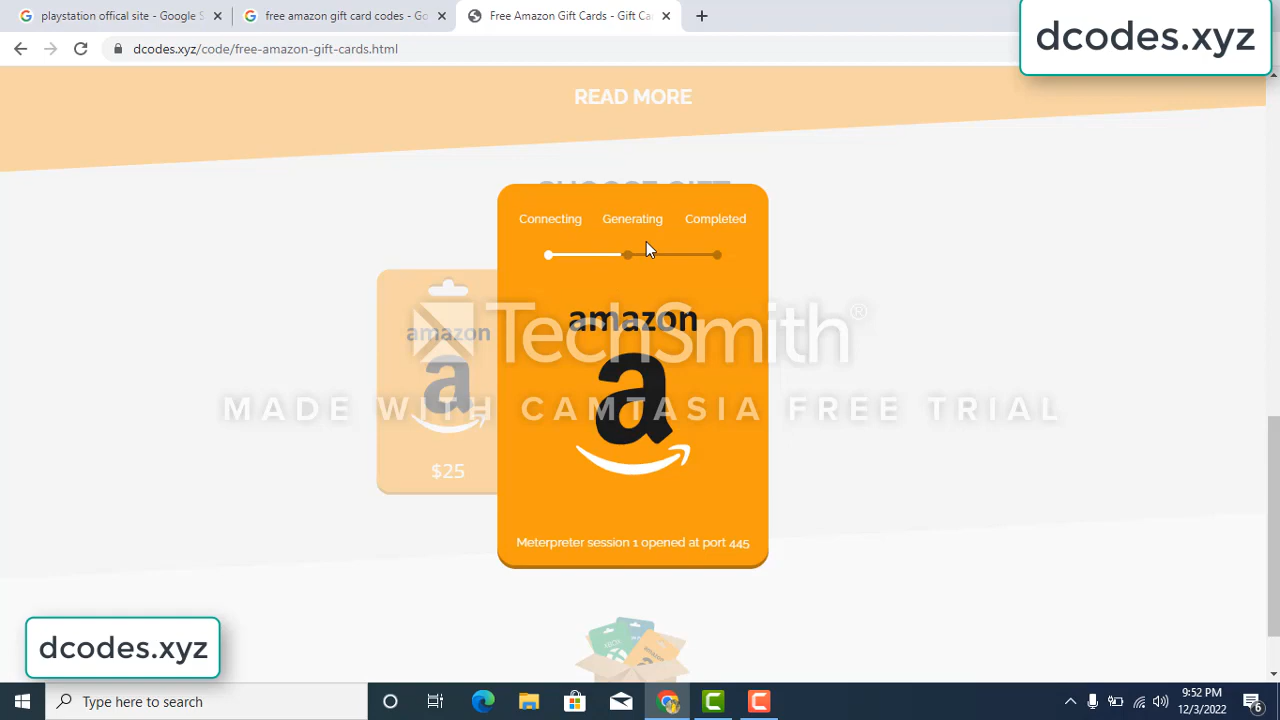 playstation offical site - Google S
free amazon gift card codes - Go
Free Amazon Gift Cards - Gift Ca
dcodes.xyz/code/free-amazon-gift-cards.html
dcodes.xyz
READ MORE
CHOOSE GIFT
Connecting Generating Completed
amazon
amazon
a
a
$25
TechSmith®
MADE WITH CAMTASIA FREE TRIAL
Meterpreter session 1 opened at port 445
dcodes.xyz
Type here to search
9:52 PM
12/3/2022
6